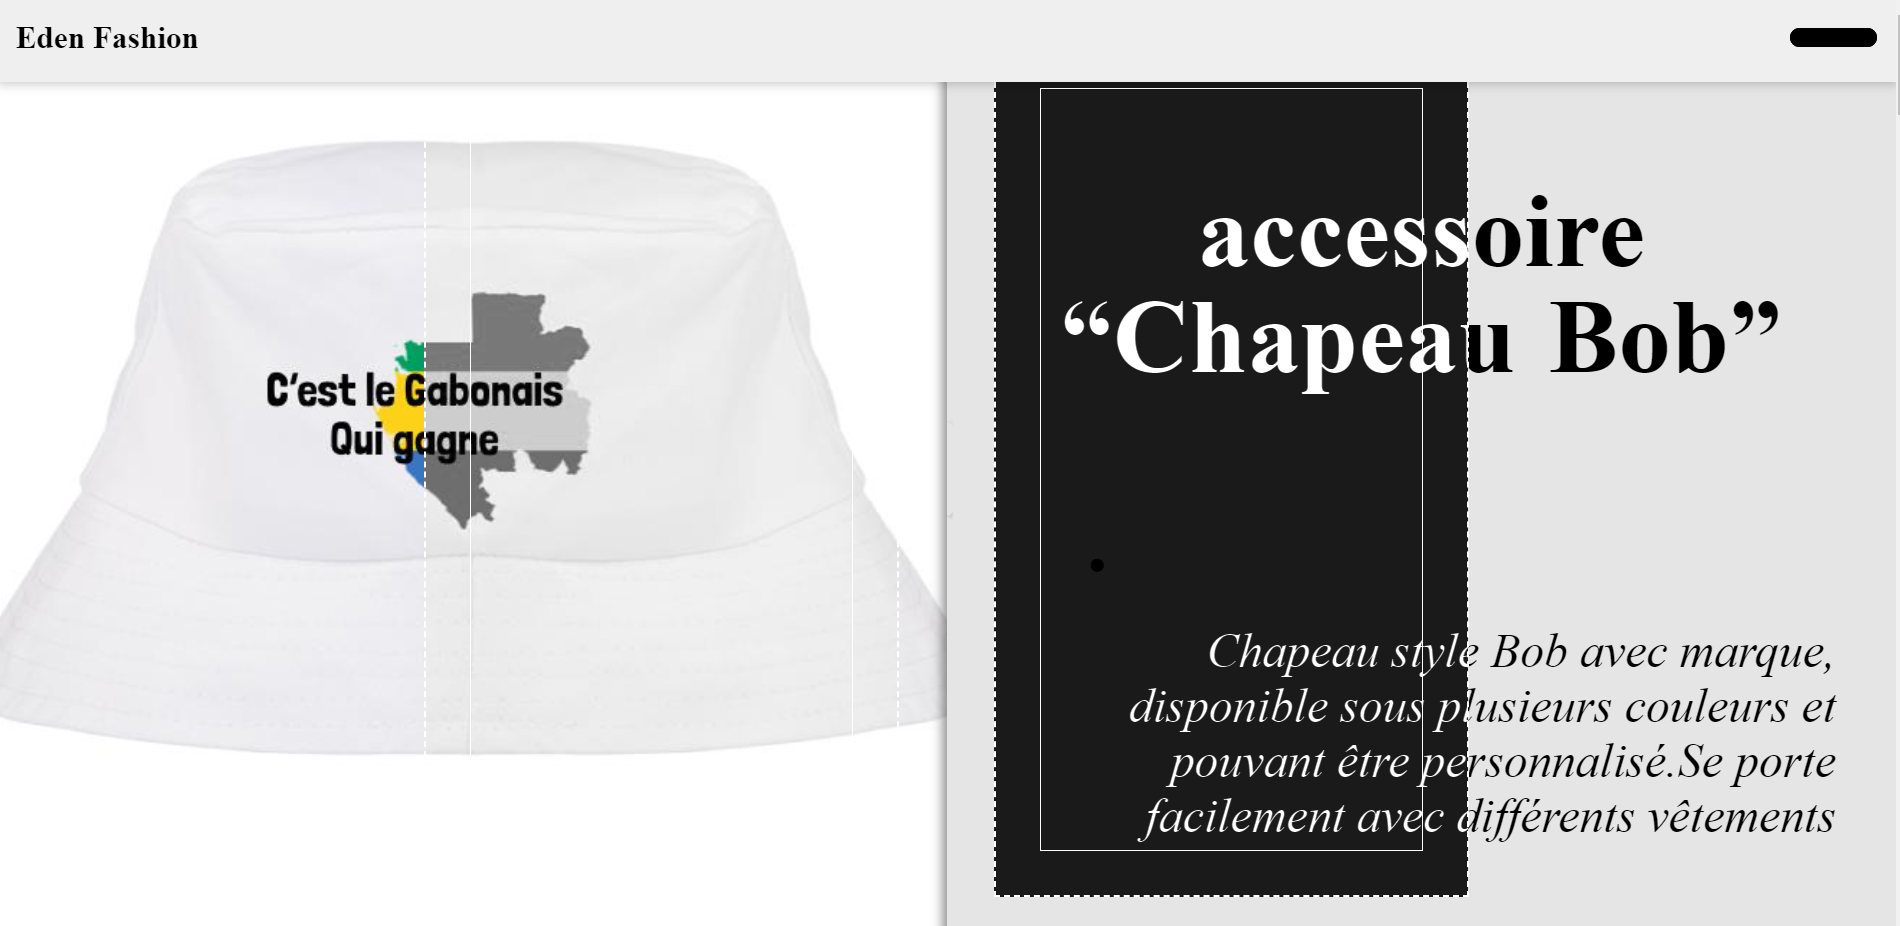 Eden Fashion
C'est le Gabonais
Qui gagne
accessoire
“Chapeau Bob”
Chapeau style Bob avec marque,
disponible sous plusieurs couleurs et
pouvant être personnalisé.Se porte
facilement avec différents vêtements